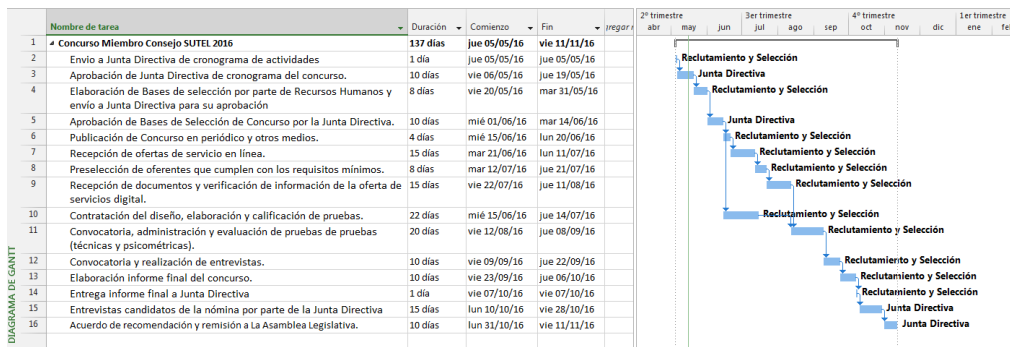 Nombre de tarea Duración Comienzo Fin
2º trimestre 3er trimestre 4º trimestre 1er trimestre
abr may jun jul ago sep oct nov dic ene
1 Concurso Miembro Consejo SUTEL 2016 137 días jue 05/05/16 vie 11/11/16
2 Envio a Junta Directiva de cronograma de actividades 1 día jue 05/05/16 jue 05/05/16 Reclutamiento y Selección
3 Aprobación de Junta Directiva de cronograma del concurso. 10 días vie 06/05/16 jue 19/05/16 Junta Directiva
4 Elaboración de Bases de selección por parte de Recursos Humanos y 8 días vie 20/05/16 mar 31/05/16 Reclutamiento y Selección
envío a Junta Directiva para su aprobación
5 Aprobación de Bases de Selección de Concurso por la Junta Directiva. 10 días mié 01/06/16 mar 14/06/16 Junta Directiva
6 Publicación de Concurso en periódico y otros medios. 4 días mié 15/06/16 lun 20/06/16 Reclutamiento y Selección
7 Recepción de ofertas de servicio en línea. 15 días mar 21/06/16 lun 11/07/16 Reclutamiento y Selección
8 Preselección de oferentes que cumplen con los requisitos mínimos. 8 días mar 12/07/16 jue 21/07/16 Reclutamiento y Selección
9 Recepción de documentos y verificación de información de la oferta de 15 días vie 22/07/16 jue 11/08/16 Reclutamiento y Selección
servicios digital.
10 Contratación del diseño, elaboración y calificación de pruebas. 22 días mié 15/06/16 jue 14/07/16 Reclutamiento y Selección
11 Convocatoria, administración y evaluación de pruebas de pruebas 20 días vie 12/08/16 jue 08/09/16 Reclutamiento y Selección
(técnicas y psicométricas).
12 Convocatoria y realización de entrevistas. 10 días vie 09/09/16 jue 22/09/16 Reclutamiento y Selección
13 Elaboración informe final del concurso. 10 días vie 23/09/16 jue 06/10/16 Reclutamiento y Selección
14 Entrega informe final a Junta Directiva 1 día vie 07/10/16 vie 07/10/16 Reclutamiento y Selección
15 Entrevistas candidatos de la nómina por parte de la Junta Directiva 15 días lun 10/10/16 vie 28/10/16 Junta Directiva
16 Acuerdo de recomendación y remisión a La Asamblea Legislativa. 10 días lun 31/10/16 vie 11/11/16 Junta Directiva
DIAGRAMA DE GANTT